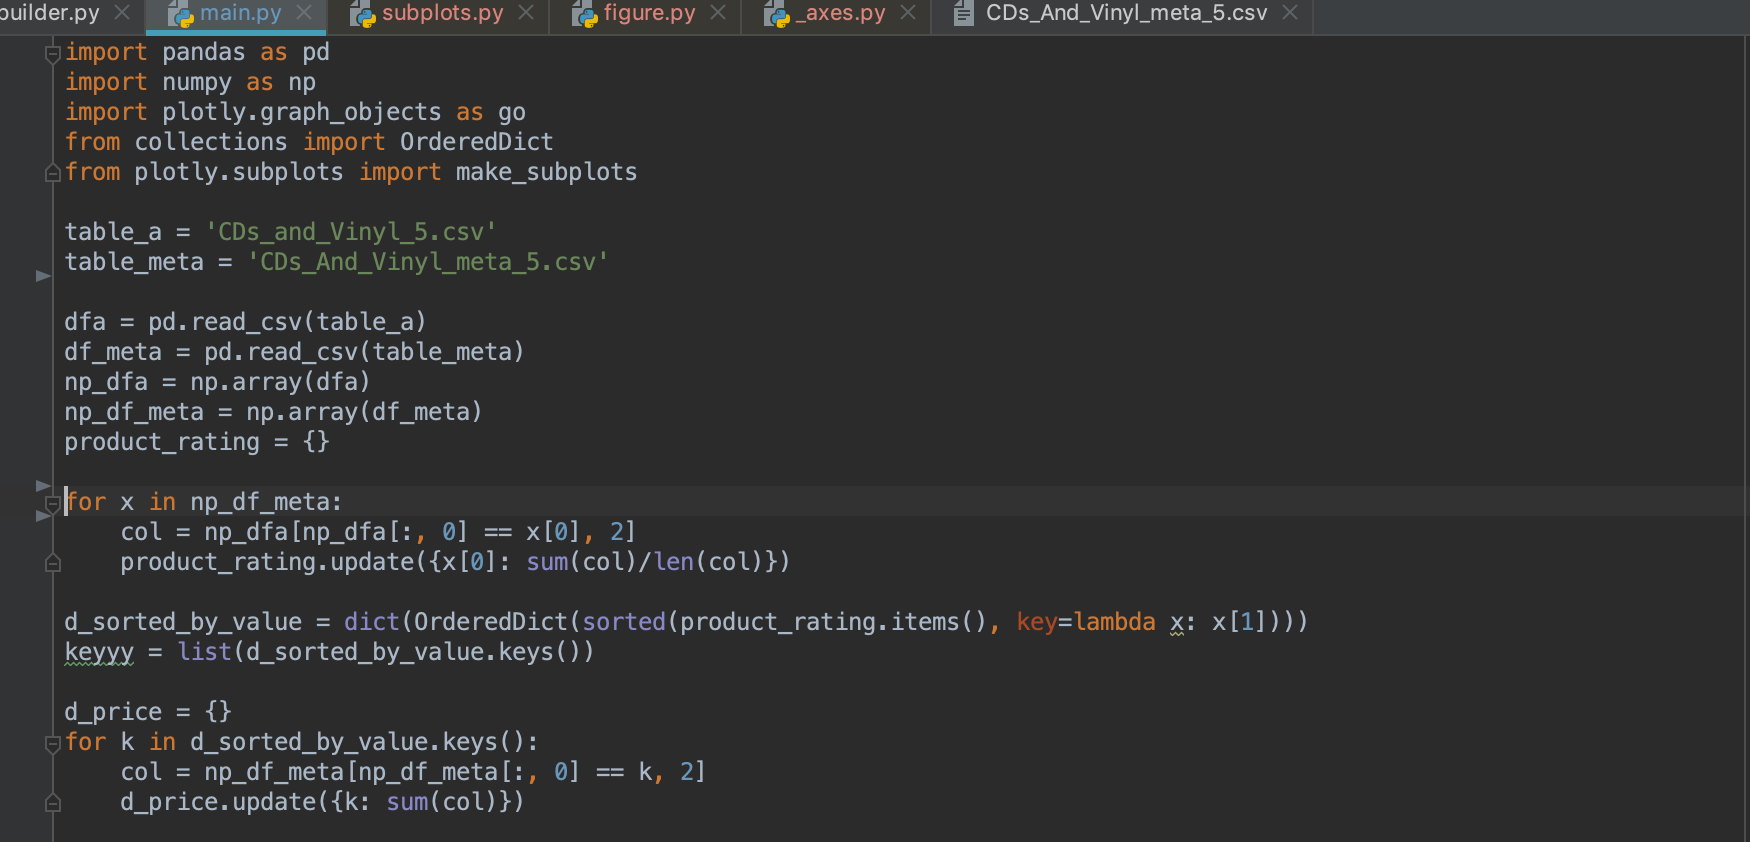 builder.py main.py subplots.py figure.py _axes.py CDs_And_Vinyl_meta_5.csv
import pandas as pd
import numpy as np
import plotly.graph_objects as go
from collections import OrderedDict
from plotly.subplots import make_subplots
table_a = 'CDs_and_Vinyl_5.csv'
table_meta = 'CDs_And_Vinyl_meta_5.csv'
dfa = pd.read_csv(table_a)
df_meta = pd.read_csv(table_meta)
np_dfa = np.array(dfa)
np_df_meta = np.array(df_meta)
product_rating = {}
for x in np_df_meta:
    col = np_dfa[np_dfa[:, 0] == x[0], 2]
    product_rating.update({x[0]: sum(col)/len(col)})
d_sorted_by_value = dict(OrderedDict(sorted(product_rating.items(), key=lambda x: x[1])))
keyyy = list(d_sorted_by_value.keys())
d_price = {}
for k in d_sorted_by_value.keys():
    col = np_df_meta[np_df_meta[:, 0] == k, 2]
    d_price.update({k: sum(col)})